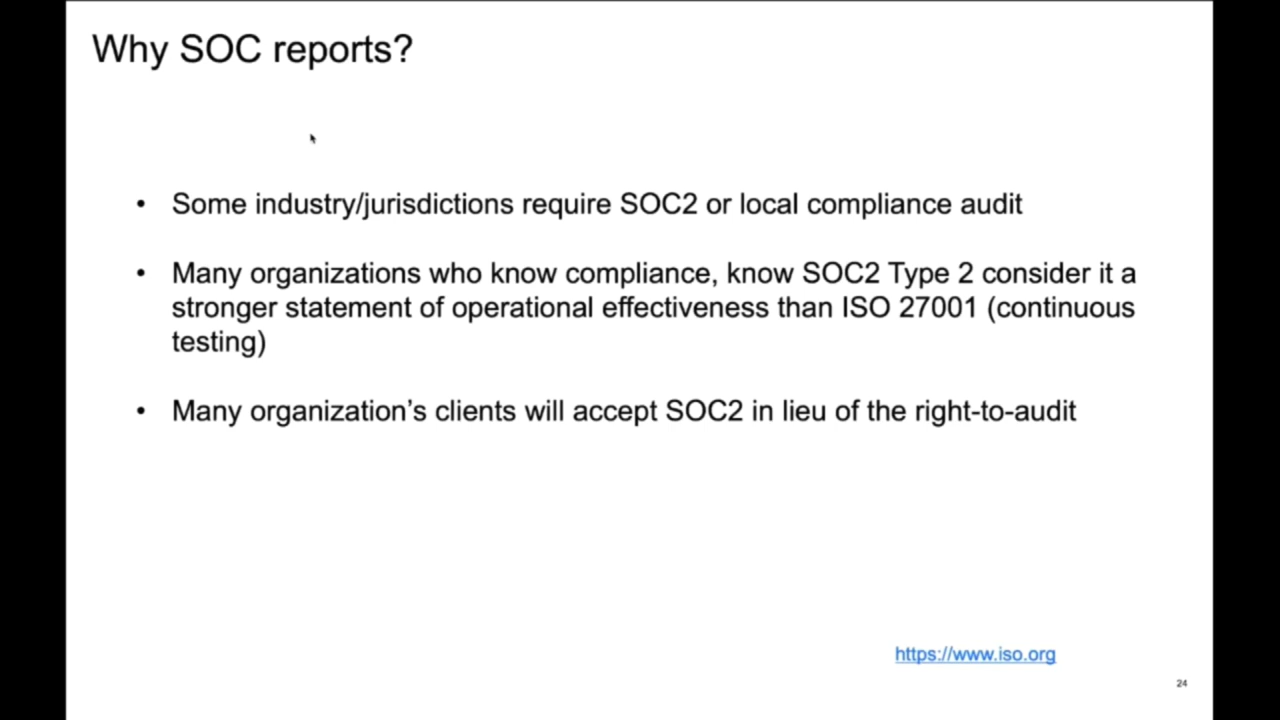 Why SOC reports?
• Some industry/jurisdictions require SOC2 or local compliance audit
• Many organizations who know compliance, know SOC2 Type 2 consider it a
stronger statement of operational effectiveness than ISO 27001 (continuous
testing)
• Many organization’s clients will accept SOC2 in lieu of the right-to-audit
https://www.iso.org
24